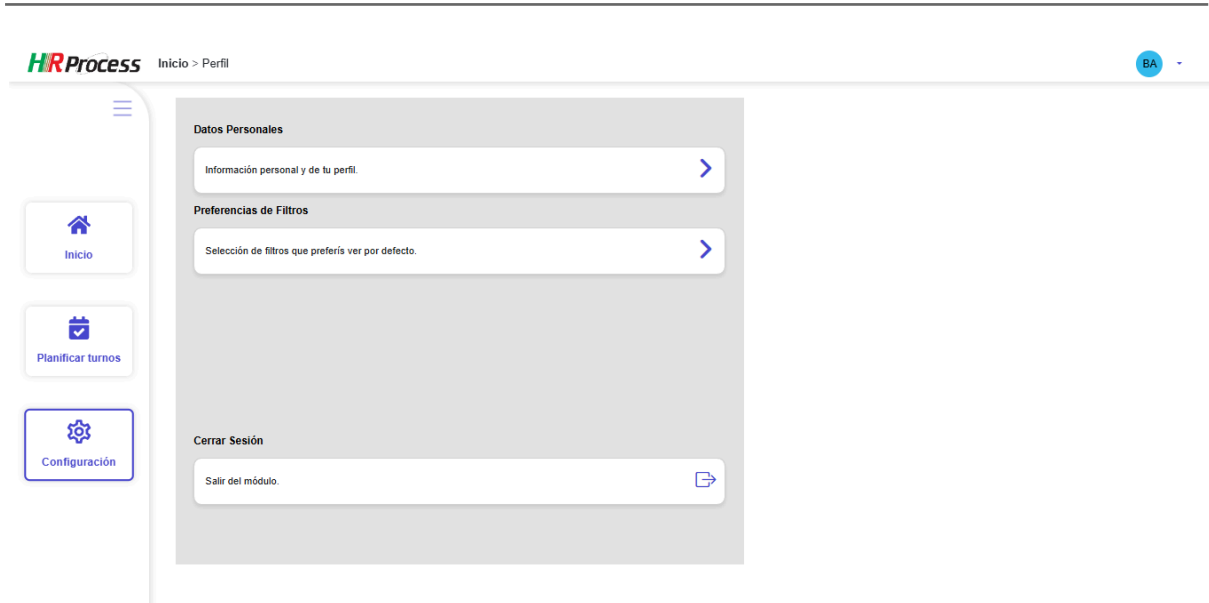 HRProcess Inicio > Perfil BA
Datos Personales
Información personal y de tu perfil.
Preferencias de Filtros
Selección de filtros que preferís ver por defecto.
Inicio
Planificar turnos
Configuración
Cerrar Sesión
Salir del módulo.